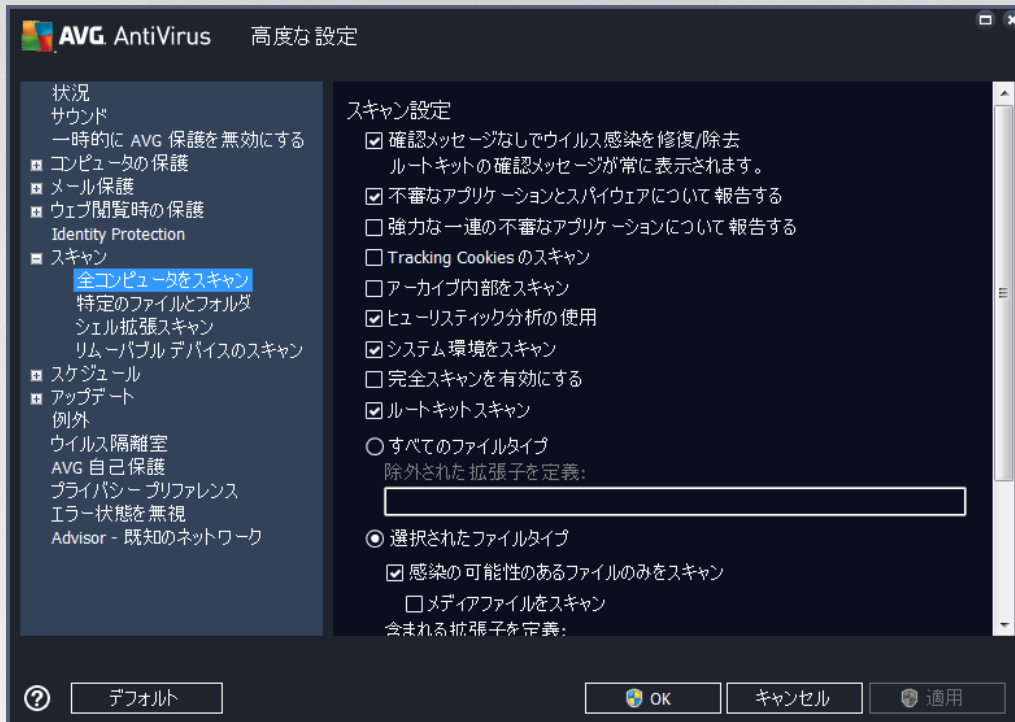 AVG AntiVirus 高度な設定
状況
サウンド
一時的に AVG 保護を無効にする
コンピュータの保護
メール保護
ウェブ閲覧時の保護
Identity Protection
スキャン
全コンピュータをスキャン
特定のファイルとフォルダ
シェル拡張スキャン
リムーバブル デバイスのスキャン
スケジュール
アップデート
例外
ウイルス隔離室
AVG 自己保護
プライバシー プリファレンス
エラー状態を無視
Advisor - 既知のネットワーク
スキャン設定
確認メッセージなしでウイルス感染を修復/除去
ルートキットの確認メッセージが常に表示されます。
不審なアプリケーションとスパイウェアについて報告する
強力な一連の不審なアプリケーションについて報告する
Tracking Cookies のスキャン
アーカイブ内部をスキャン
ヒューリスティック分析の使用
システム環境をスキャン
完全スキャンを有効にする
ルートキットスキャン
すべてのファイルタイプ
除外された拡張子を定義:
選択されたファイルタイプ
感染の可能性のあるファイルのみをスキャン
メディアファイルをスキャン
含まれる拡張子を定義:
デフォルト
OK
キャンセル
適用